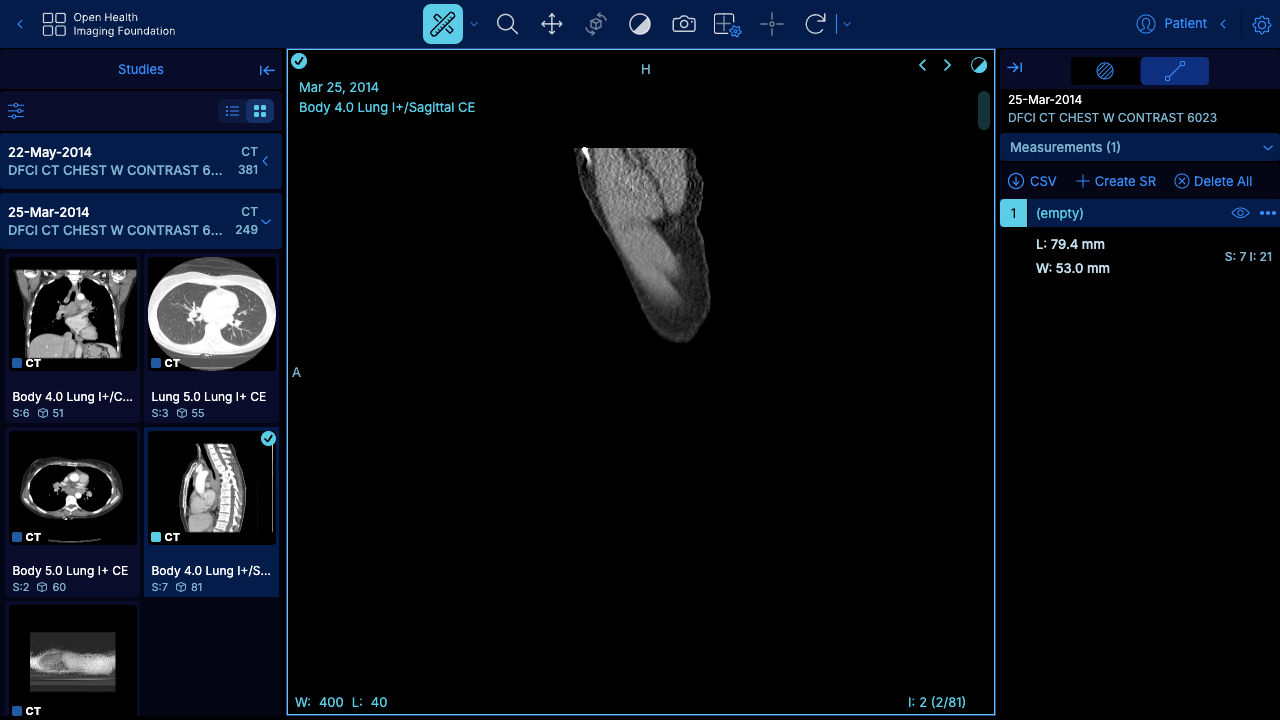 Open Health
Imaging Foundation
Patient
Studies
22-May-2014 CT
DFCI CT CHEST W CONTRAST 6... 381
25-Mar-2014 CT
DFCI CT CHEST W CONTRAST 6... 249
CT
CT
Body 4.0 Lung I+/C...
S:6 51
Lung 5.0 Lung I+ CE
S:3 55
CT
CT
Body 5.0 Lung I+ CE
S:2 60
Body 4.0 Lung I+/S...
S:7 81
CT
H
Mar 25, 2014
Body 4.0 Lung I+/Sagittal CE
A
W: 400 L: 40
I: 2 (2/81)
25-Mar-2014
DFCI CT CHEST W CONTRAST 6023
Measurements (1)
CSV
Create SR
Delete All
1 (empty)
L: 79.4 mm
W: 53.0 mm
S: 7 I: 21